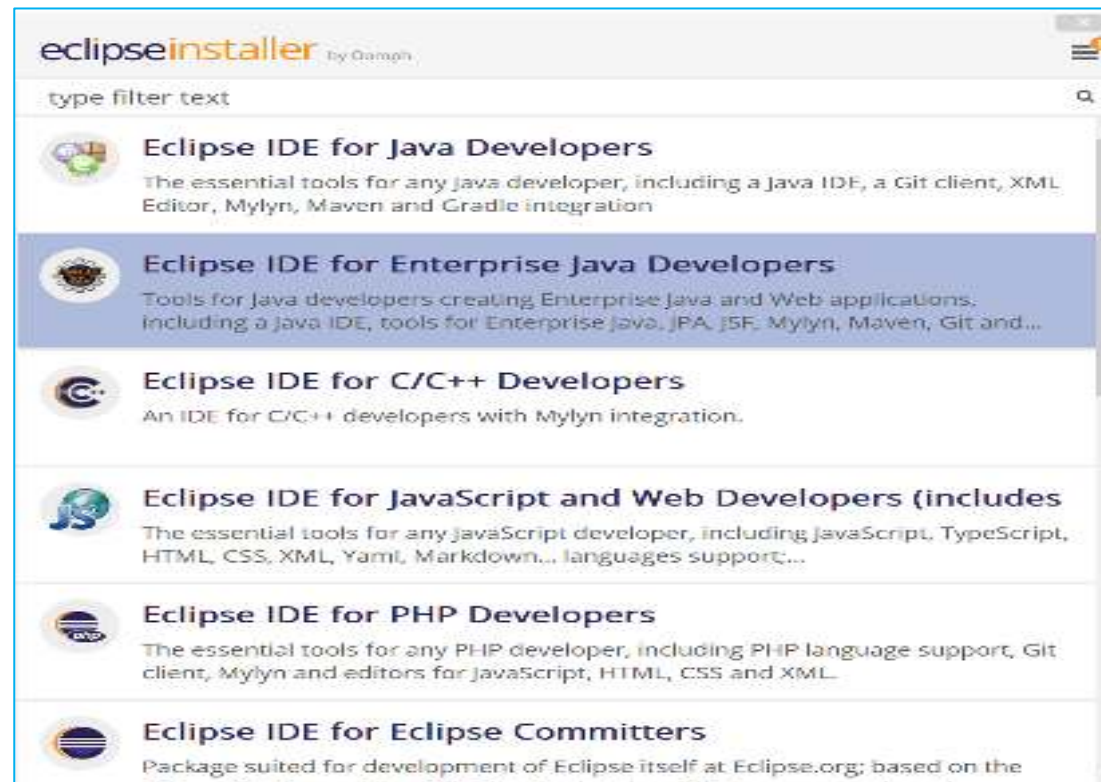 eclipseinstaller by Oomph
type filter text
Eclipse IDE for Java Developers
The essential tools for any Java developer, including a Java IDE, a Git client, XML
Editor, Mylyn, Maven and Gradle integration
Eclipse IDE for Enterprise Java Developers
Tools for Java developers creating Enterprise Java and Web applications,
including a Java IDE, tools for Enterprise Java, JPA, JSF, Mylyn, Maven, Git and...
C++
Eclipse IDE for C/C++ Developers
An IDE for C/C++ developers with Mylyn integration.
JS
Eclipse IDE for JavaScript and Web Developers (includes
The essential tools for any JavaScript developer, including JavaScript, TypeScript,
HTML, CSS, XML, Yaml, Markdown... languages support;...
php
Eclipse IDE for PHP Developers
The essential tools for any PHP developer, including PHP language support, Git
client, Mylyn and editors for JavaScript, HTML, CSS and XML.
Eclipse IDE for Eclipse Committers
Package suited for development of Eclipse itself at Eclipse.org; based on the